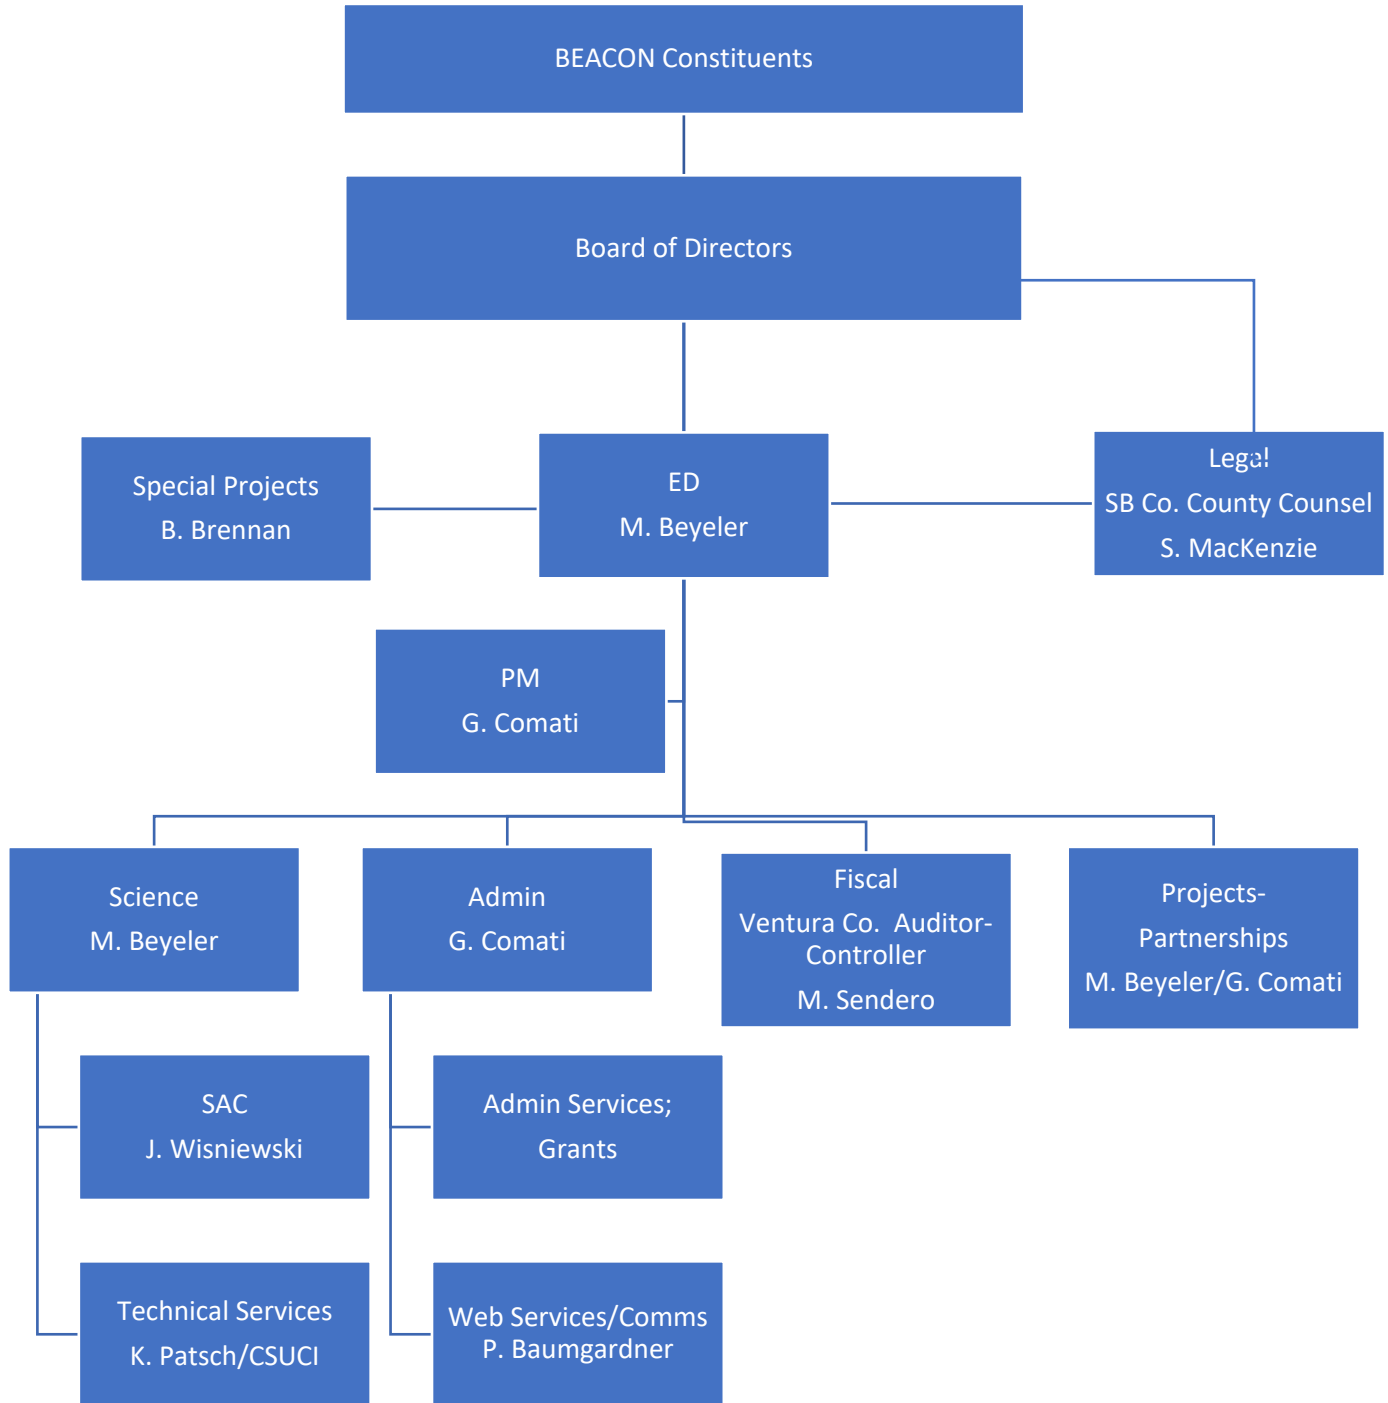 BEACON Constituents
Board of Directors
Special Projects
B. Brennan
ED
M. Beyeler
Legal
SB Co. County Counsel
S. MacKenzie
PM
G. Comati
Science
M. Beyeler
Admin
G. Comati
Fiscal
Ventura Co. Auditor-
Controller
M. Sendero
Projects-
Partnerships
M. Beyeler/G. Comati
SAC
J. Wisniewski
Admin Services;
Grants
Technical Services
K. Patsch/CSUCI
Web Services/Comms
P. Baumgardner